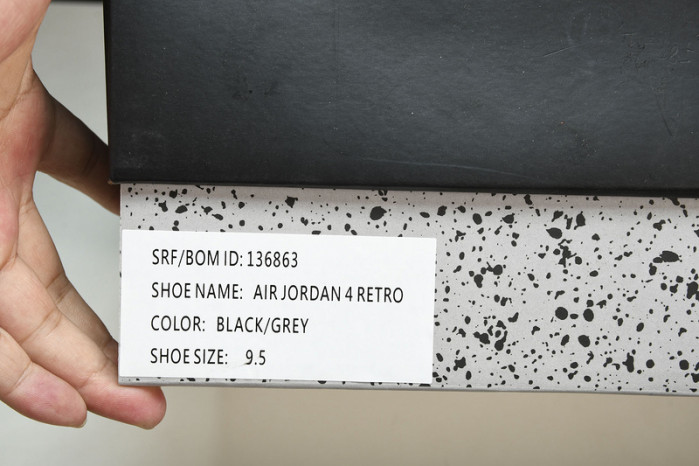 SRF/BOM ID: 136863
SHOE NAME: AIR JORDAN 4 RETRO
COLOR: BLACK/GREY
SHOE SIZE: 9.5